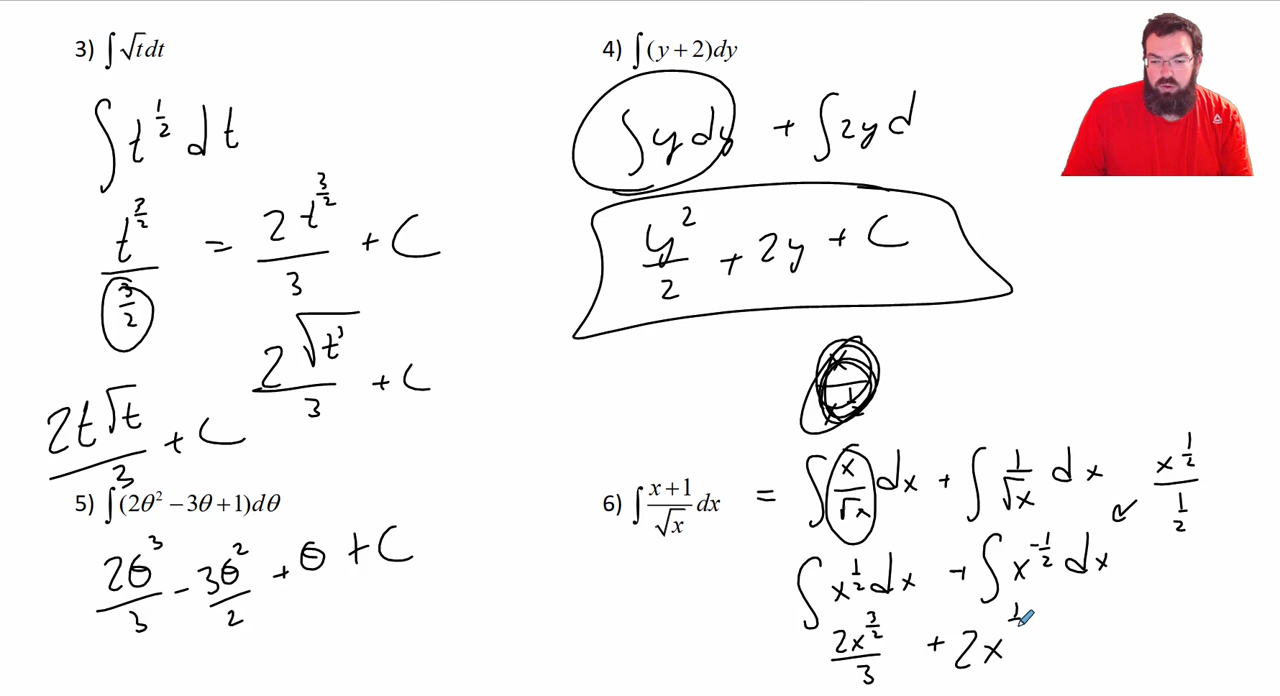 3) ∫ √t dt
∫ t^{1/2} dt
t^{3/2} / (3/2) = 2t^{3/2} / 3 + C
2√t³ / 3 + C
2t√t / 3 + C
4) ∫ (y + 2)dy
∫ y dy + ∫ 2y d
y² / 2 + 2y + C
5) ∫ (2θ² − 3θ + 1)dθ
2θ³ / 3 − 3θ² / 2 + θ + C
6) ∫ (x + 1) / √x dx = ∫ x / √x dx + ∫ 1 / √x dx
x^{1/2} / (1/2)
∫ x^{1/2} dx + ∫ x^{-1/2} dx
2x^{3/2} / 3 + 2x^{1